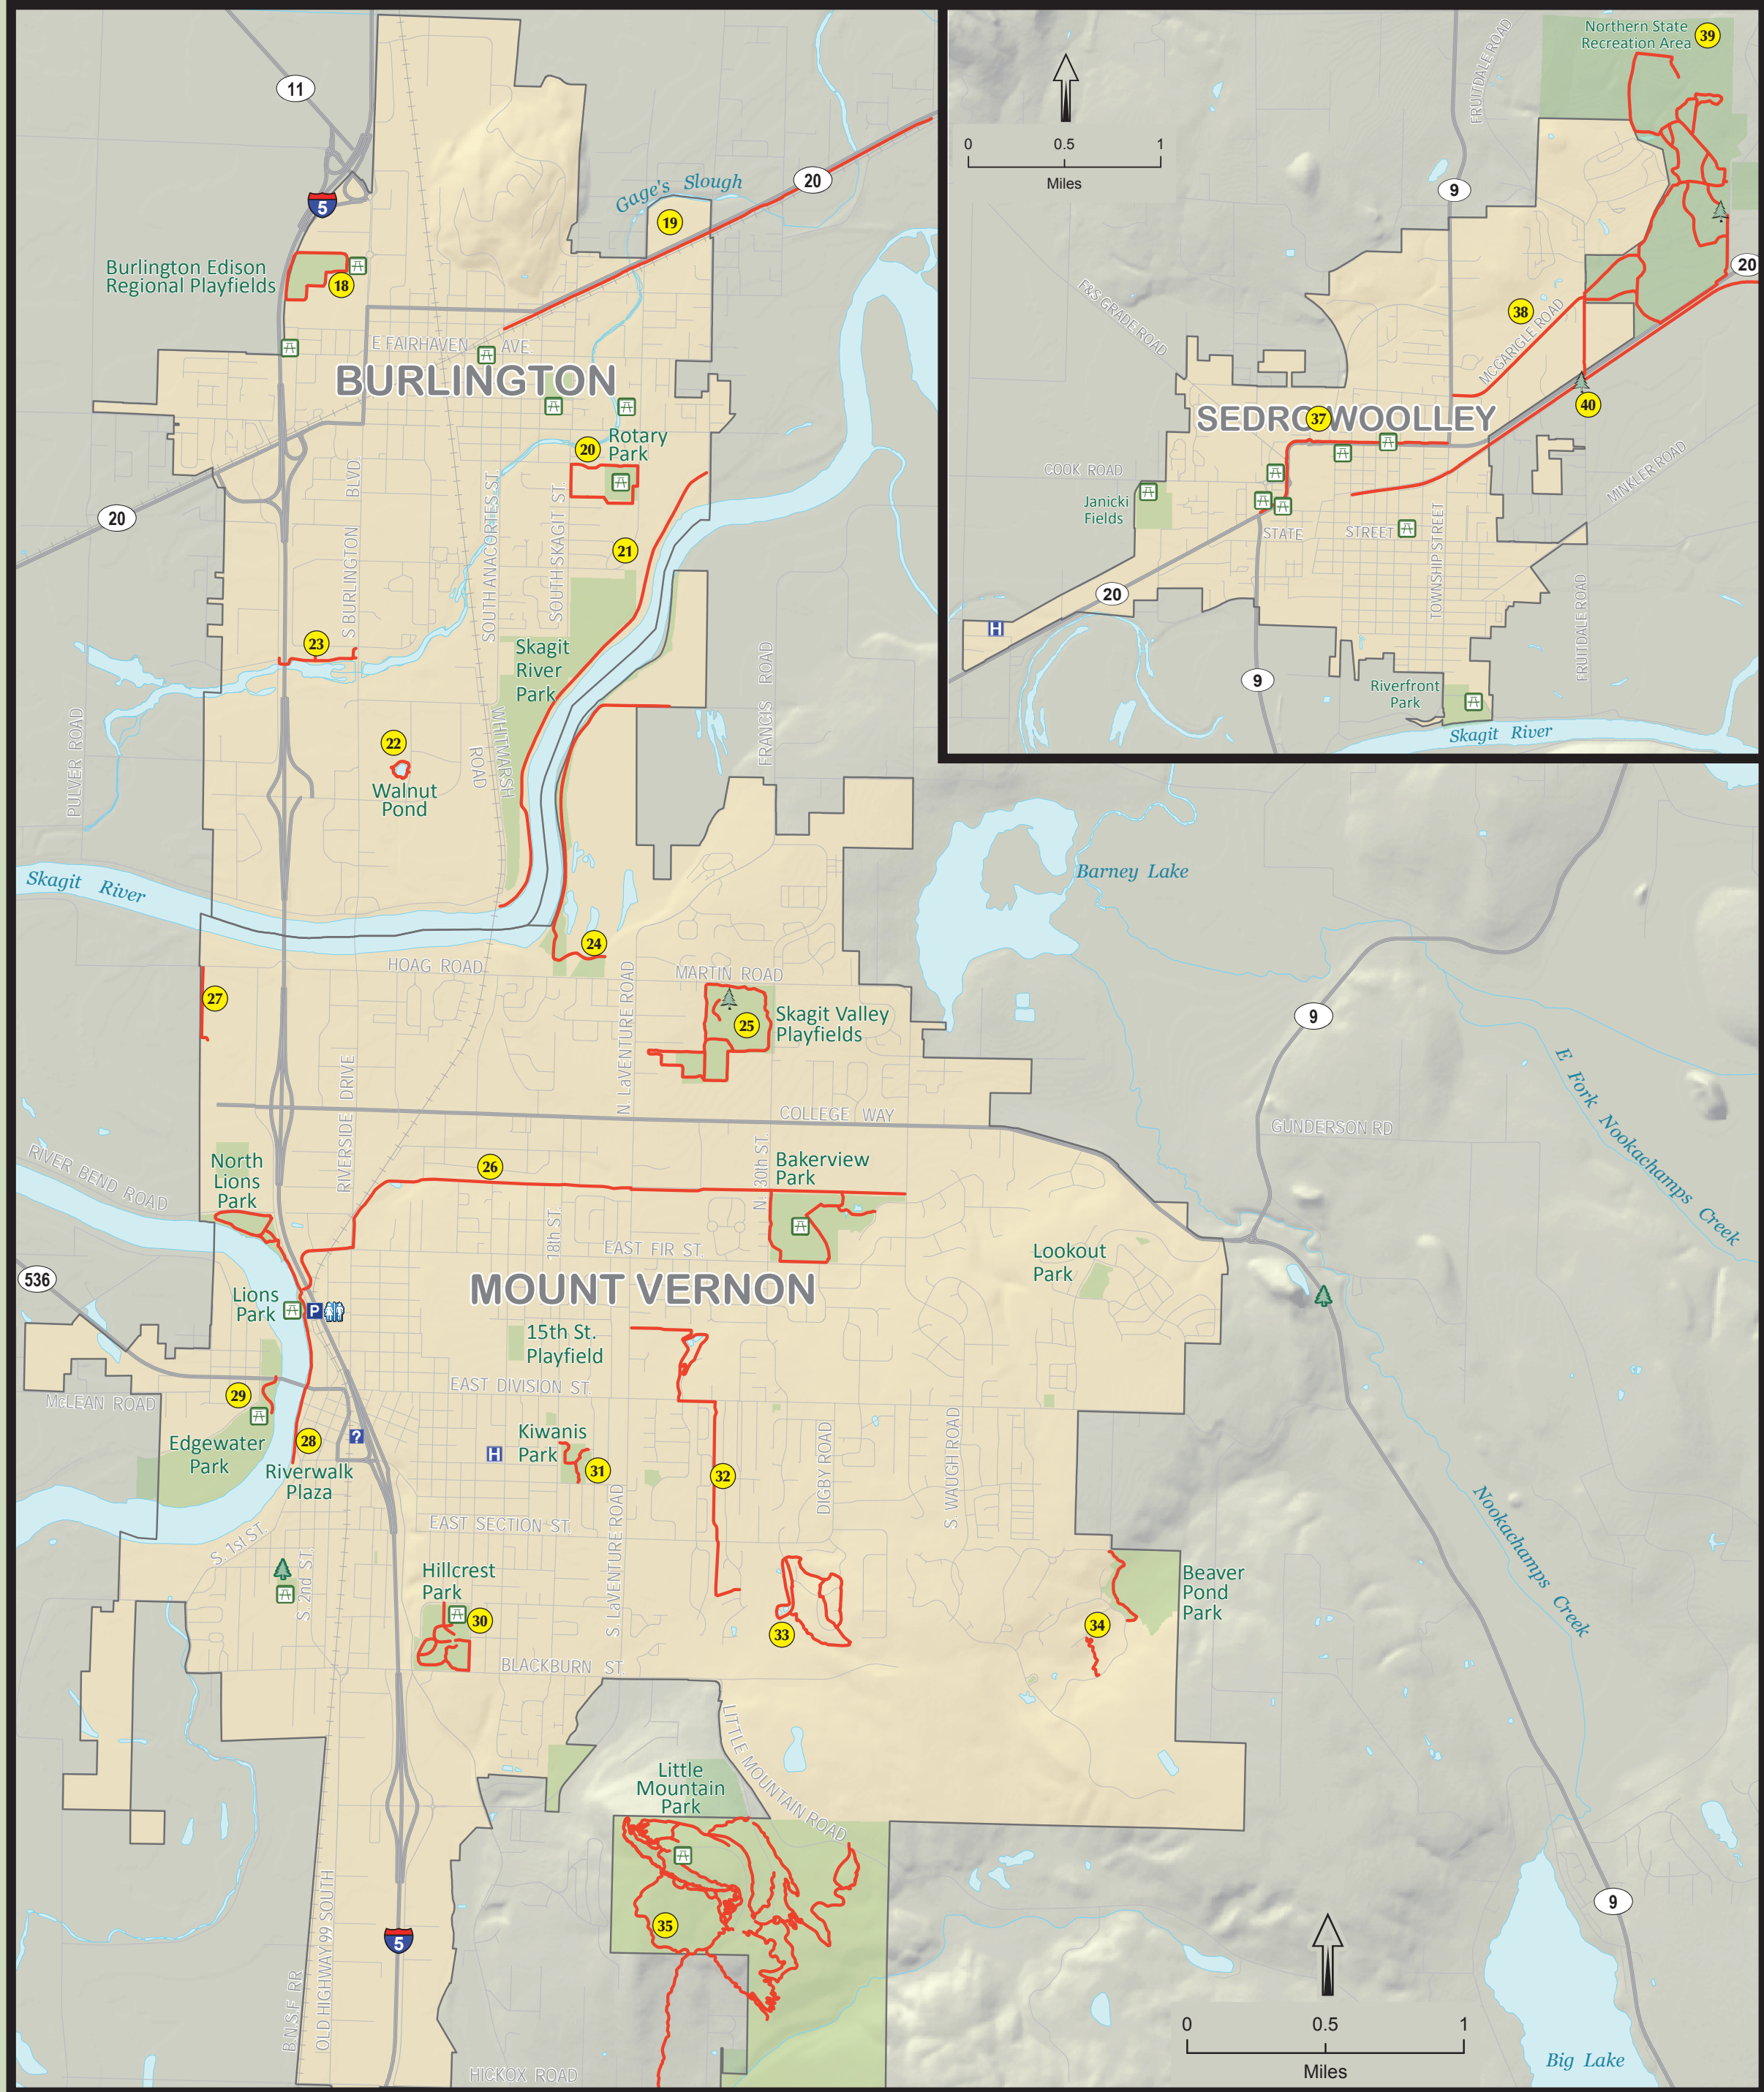 11
5
20
Gage's Slough
19
Burlington Edison
Regional Playfields
18
E FAIRHAVEN AVE.
BURLINGTON
20
Rotary
Park
20
S BURLINGTON BLVD.
SOUTH ANACORTES ST.
SOUTH SKAGIT ST.
21
23
Skagit
River
Park
FRANCIS ROAD
PULVER ROAD
22
Walnut
Pond
WHITMARSH
ROAD
Skagit River
Barney Lake
24
HOAG ROAD
27
MARTIN ROAD
25
Skagit Valley
Playfields
N. LaVENTURE ROAD
RIVERSIDE DRIVE
COLLEGE WAY
9
E Fork Nookachamps Creek
GUNDERSON RD
RIVER BEND ROAD
North
Lions
Park
26
N. 30th ST.
Bakerview
Park
18th ST
EAST FIR ST.
Lookout
Park
536
MOUNT VERNON
Lions
Park
P
15th St.
Playfield
EAST DIVISION ST.
McLEAN ROAD
29
Edgewater
Park
28
?
Riverwalk
Plaza
H
Kiwanis
Park
31
32
DIGBY ROAD
S. WAUGH ROAD
Nookachamps Creek
EAST SECTION ST.
S. 1st ST.
S. 2nd ST.
S. LAVENTURE ROAD
Hillcrest
Park
30
33
34
Beaver
Pond
Park
BLACKBURN ST.
LITTLE MOUNTAIN ROAD
Little
Mountain
Park
35
5
B.N.S.F. RR
OLD HIGHWAY 99 SOUTH
HICKOX ROAD
9
0 0.5 1
Miles
Big Lake
Northern State
Recreation Area
39
FRUITDALE ROAD
0 0.5 1
Miles
9
20
F&S GRADE ROAD
38
MCGARIGLE ROAD
SEDRO WOOLLEY
37
40
COOK ROAD
MINKLER ROAD
Janicki
Fields
STATE STREET
TOWNSHIP STREET
20
H
FRUITDALE ROAD
9
Riverfront
Park
Skagit River